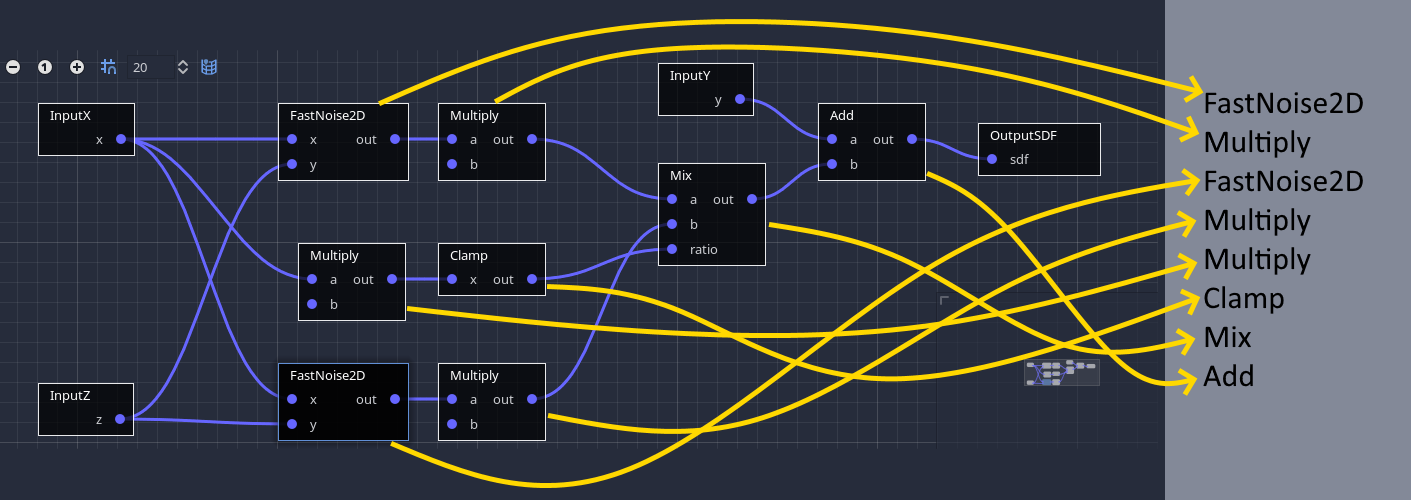 1
20
InputX
x
FastNoise2D
x out
y
Multiply
a out
b
InputY
y
Add
a out
b
OutputSDF
sdf
Mix
a out
b
ratio
Multiply
a out
b
Clamp
x out
InputZ
z
FastNoise2D
x out
y
Multiply
a out
b
FastNoise2D
Multiply
FastNoise2D
Multiply
Multiply
Clamp
Mix
Add